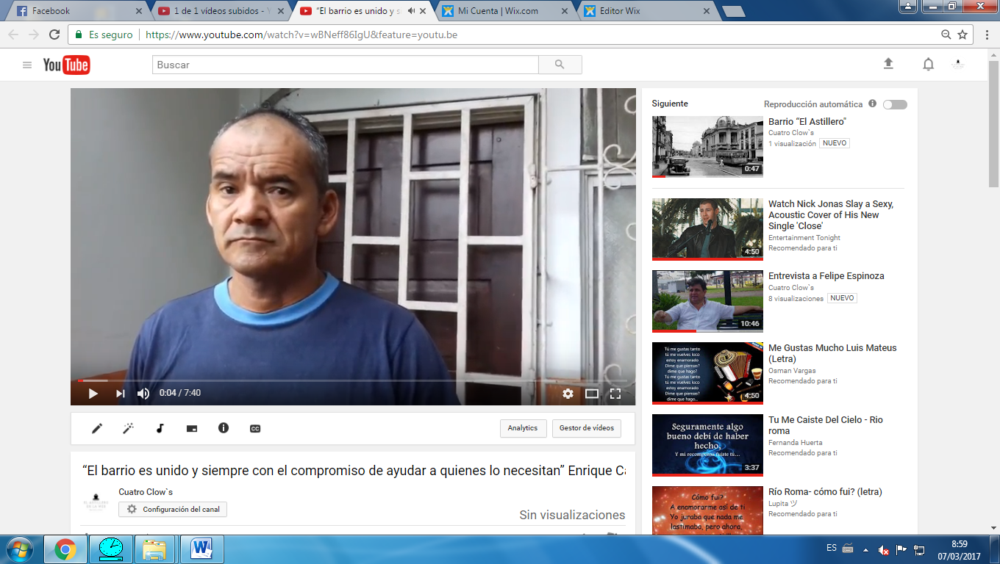 Facebook
1 de 1 vídeos subidos - Y
"El barrio es unido y s
Mi Cuenta | Wix.com
Editor Wix
Es seguro
https://www.youtube.com/watch?v=wBNeff86IgU&feature=youtu.be
YouTube
Buscar
0:04 / 7:40
Analytics
Gestor de vídeos
“El barrio es unido y siempre con el compromiso de ayudar a quienes lo necesitan” Enrique Ca
Cuatro Clow`s
Configuración del canal
Sin visualizaciones
Siguiente
Reproducción automática
0:47
Barrio “El Astillero”
Cuatro Clow`s
1 visualización NUEVO
4:50
Watch Nick Jonas Slay a Sexy,
Acoustic Cover of His New
Single 'Close'
Entertainment Tonight
Recomendado para ti
10:46
Entrevista a Felipe Espinoza
Cuatro Clow`s
8 visualizaciones NUEVO
Tú me gustas tanto
tú me vuelves loco
estoy enamorado
Dime que piensas?
dime que hago?
Tú me gustas tanto
tú me vuelves loco
estoy enamorado
Dime que piensas?
dime que hago...
4:50
Me Gustas Mucho Luis Mateus
(Letra)
Osman Vargas
Recomendado para ti
Seguramente algo
bueno debí de haber
hecho,
Y mi recompensa fuiste tú...
3:37
Tu Me Caiste Del Cielo - Rio
roma
Fernanda Huerta
Recomendado para ti
Cómo fui?
A enamorarme así de ti
Yo juraba que nada me
lastimaba, pero ahora,
Río Roma- cómo fui? (letra)
Lupita ツ
Recomendado para ti
ES
8:59
07/03/2017